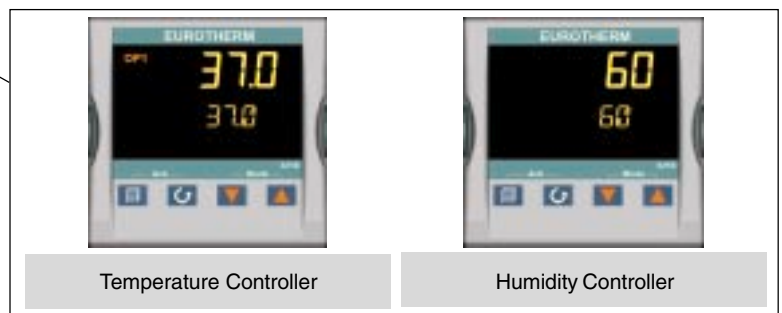 EUROTHERM
OP1
37.0
37.0
Temperature Controller
EUROTHERM
60
60
Humidity Controller